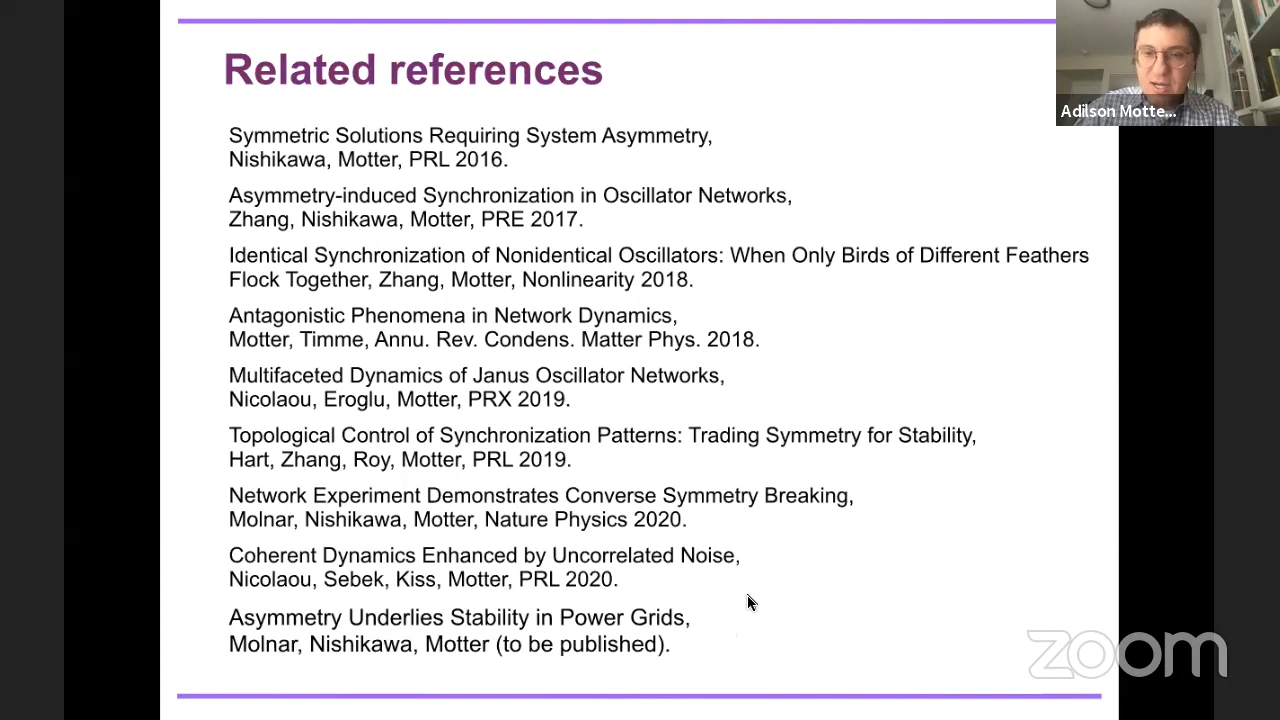 Related references
Adilson Motte...
Symmetric Solutions Requiring System Asymmetry,
Nishikawa, Motter, PRL 2016.
Asymmetry-induced Synchronization in Oscillator Networks,
Zhang, Nishikawa, Motter, PRE 2017.
Identical Synchronization of Nonidentical Oscillators: When Only Birds of Different Feathers
Flock Together, Zhang, Motter, Nonlinearity 2018.
Antagonistic Phenomena in Network Dynamics,
Motter, Timme, Annu. Rev. Condens. Matter Phys. 2018.
Multifaceted Dynamics of Janus Oscillator Networks,
Nicolaou, Eroglu, Motter, PRX 2019.
Topological Control of Synchronization Patterns: Trading Symmetry for Stability,
Hart, Zhang, Roy, Motter, PRL 2019.
Network Experiment Demonstrates Converse Symmetry Breaking,
Molnar, Nishikawa, Motter, Nature Physics 2020.
Coherent Dynamics Enhanced by Uncorrelated Noise,
Nicolaou, Sebek, Kiss, Motter, PRL 2020.
Asymmetry Underlies Stability in Power Grids,
Molnar, Nishikawa, Motter (to be published).
zoom